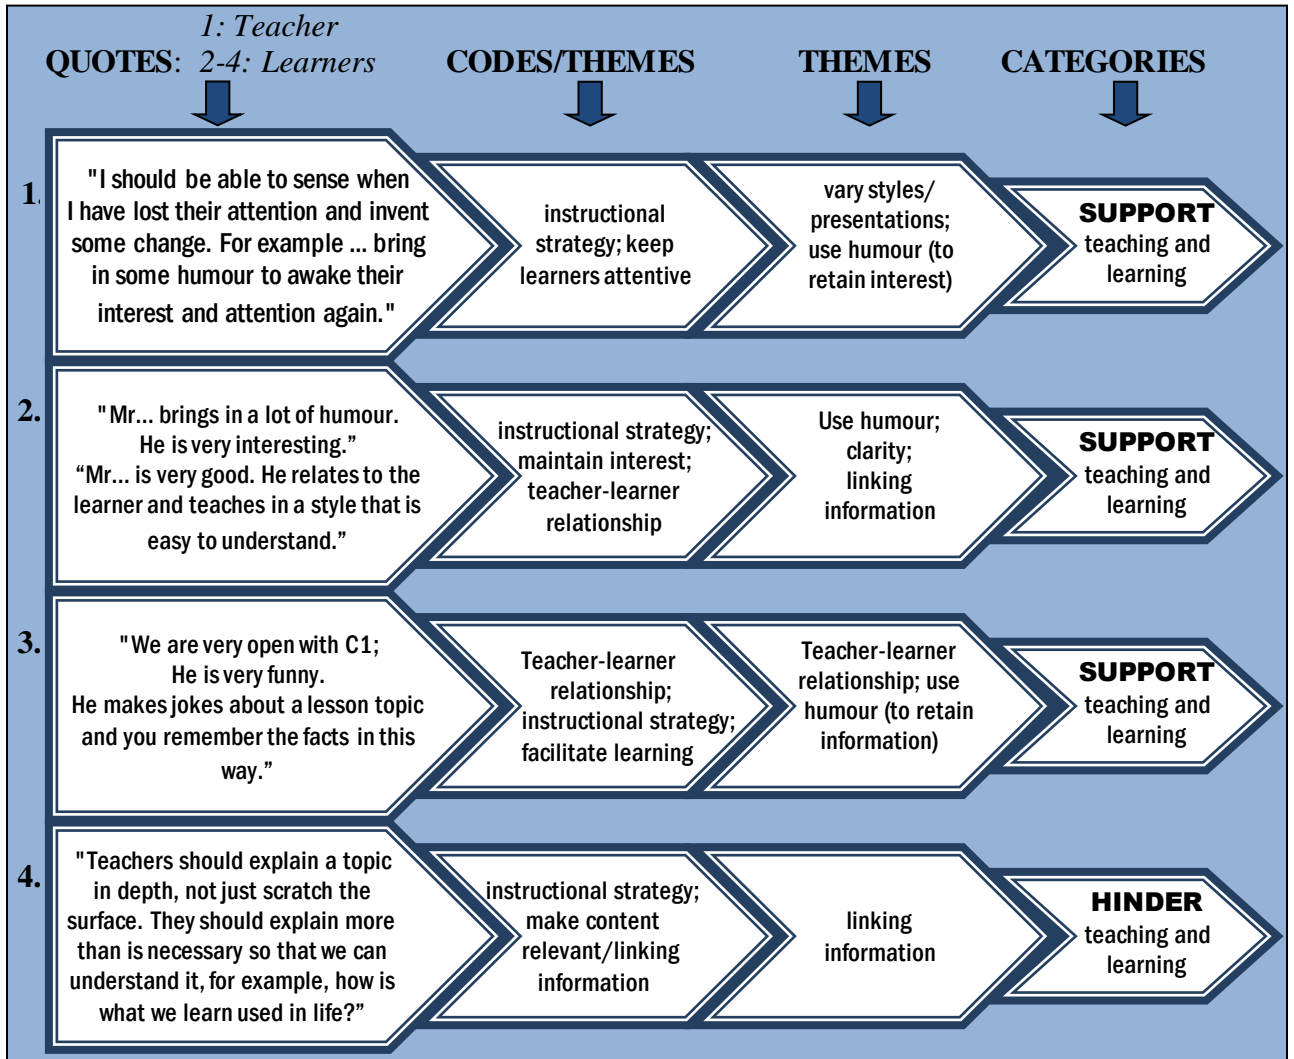 1: Teacher
QUOTES: 2-4: Learners
CODES/THEMES
THEMES
CATEGORIES
1.
"I should be able to sense when
I have lost their attention and invent
some change. For example ... bring
in some humour to awake their
interest and attention again."
instructional
strategy; keep
learners attentive
vary styles/
presentations;
use humour (to
retain interest)
SUPPORT
teaching and
learning
2.
"Mr... brings in a lot of humour.
He is very interesting.”
“Mr... is very good. He relates to the
learner and teaches in a style that is
easy to understand.”
instructional strategy;
maintain interest;
teacher-learner
relationship
Use humour;
clarity;
linking
information
SUPPORT
teaching and
learning
3.
"We are very open with C1;
He is very funny.
He makes jokes about a lesson topic
and you remember the facts in this
way.”
Teacher-learner
relationship;
instructional strategy;
facilitate learning
Teacher-learner
relationship; use
humour (to retain
information)
SUPPORT
teaching and
learning
4.
"Teachers should explain a topic
in depth, not just scratch the
surface. They should explain more
than is necessary so that we can
understand it, for example, how is
what we learn used in life?”
instructional strategy;
make content
relevant/linking
information
linking
information
HINDER
teaching and
learning